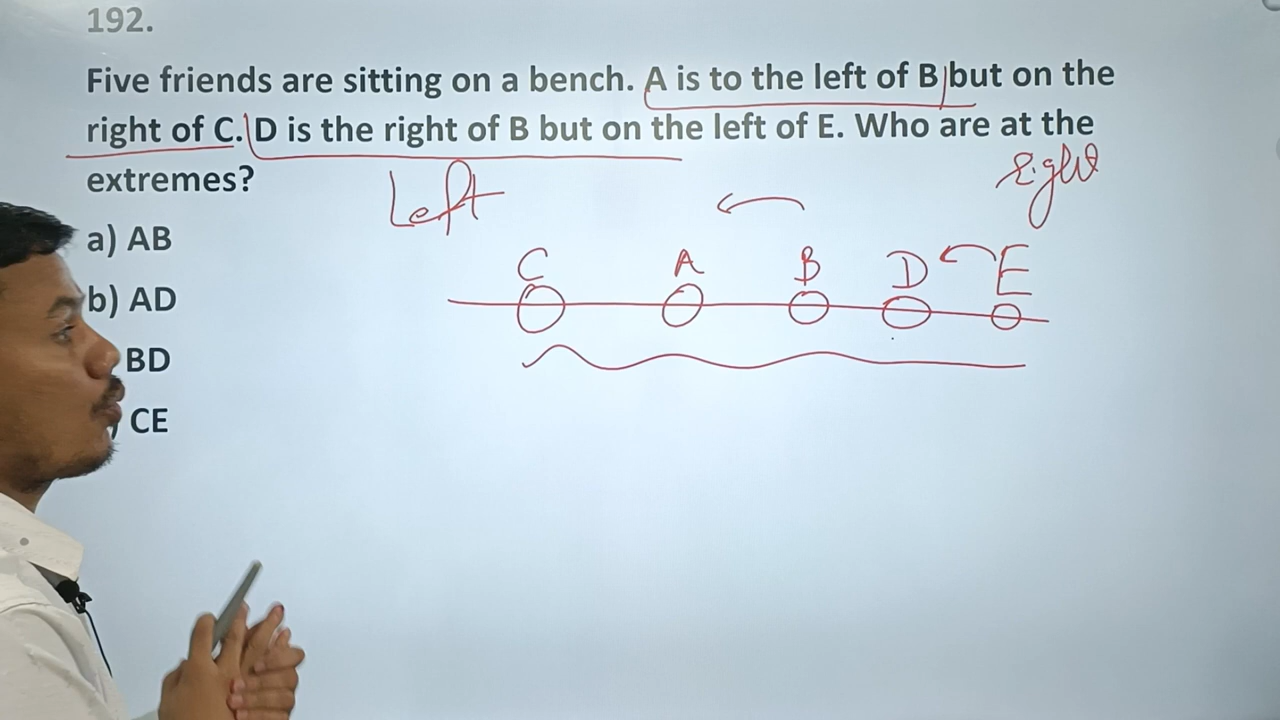 192.
Five friends are sitting on a bench. A is to the left of B but on the
right of C. D is the right of B but on the left of E. Who are at the
extremes?
Left
right
a) AB
C A B D E
b) AD
BD
) CE